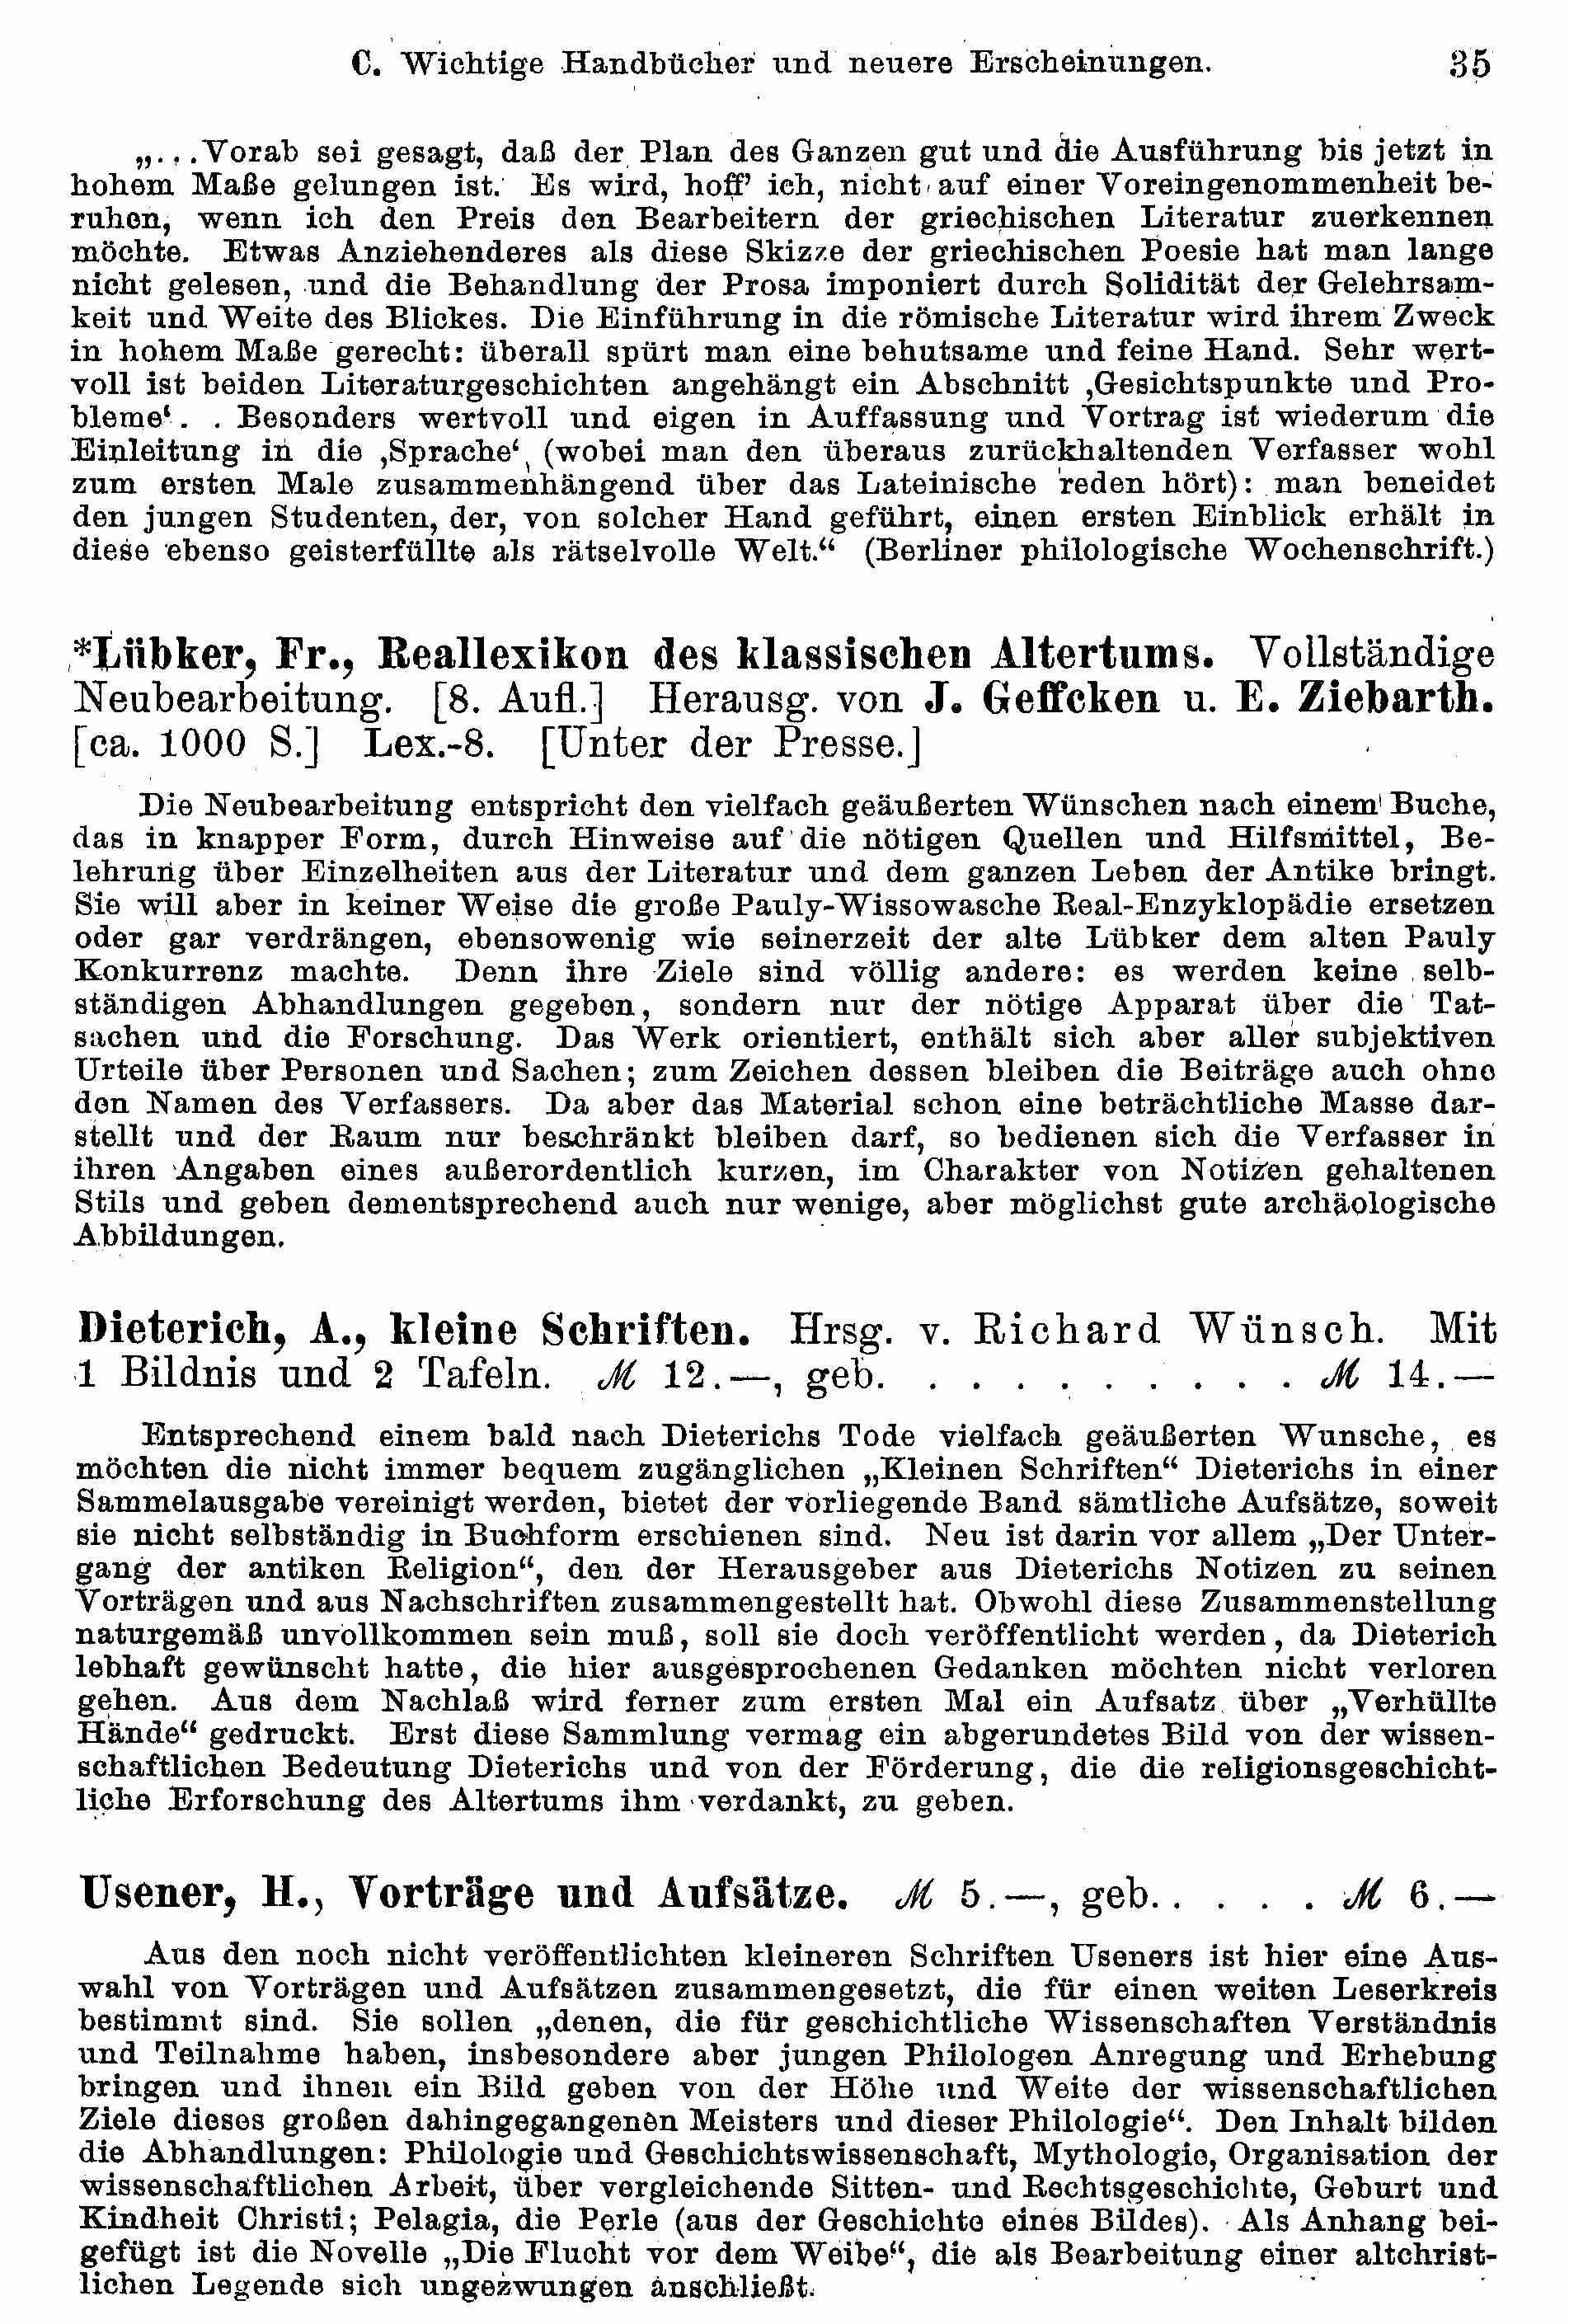 C. Wichtige Handbücher und neuere Erscheinungen. 35
„...Vorab sei gesagt, daß der Plan des Ganzen gut und die Ausführung bis jetzt in
hohem Maße gelungen ist. Es wird, hoff’ ich, nicht auf einer Voreingenommenheit be-
ruhen, wenn ich den Preis den Bearbeitern der griechischen Literatur zuerkennen
möchte. Etwas Anziehenderes als diese Skizze der griechischen Poesie hat man lange
nicht gelesen, und die Behandlung der Prosa imponiert durch Solidität der Gelehrsam-
keit und Weite des Blickes. Die Einführung in die römische Literatur wird ihrem Zweck
in hohem Maße gerecht: überall spürt man eine behutsame und feine Hand. Sehr wert-
voll ist beiden Literaturgeschichten angehängt ein Abschnitt ‚Gesichtspunkte und Pro-
bleme‘. . Besonders wertvoll und eigen in Auffassung und Vortrag ist wiederum die
Einleitung in die ‚Sprache‘ (wobei man den überaus zurückhaltenden Verfasser wohl
zum ersten Male zusammenhängend über das Lateinische reden hört): man beneidet
den jungen Studenten, der, von solcher Hand geführt, einen ersten Einblick erhält in
diese ebenso geisterfüllte als rätselvolle Welt.“ (Berliner philologische Wochenschrift.)
*Lübker, Fr., Reallexikon des klassischen Altertums. Vollständige
Neubearbeitung. [8. Aufl.] Herausg. von J. Geffcken u. E. Ziebarth.
[ca. 1000 S.] Lex.-8. [Unter der Presse.]
Die Neubearbeitung entspricht den vielfach geäußerten Wünschen nach einem Buche,
das in knapper Form, durch Hinweise auf die nötigen Quellen und Hilfsmittel, Be-
lehrung über Einzelheiten aus der Literatur und dem ganzen Leben der Antike bringt.
Sie will aber in keiner Weise die große Pauly-Wissowasche Real-Enzyklopädie ersetzen
oder gar verdrängen, ebensowenig wie seinerzeit der alte Lübker dem alten Pauly
Konkurrenz machte. Denn ihre Ziele sind völlig andere: es werden keine selb-
ständigen Abhandlungen gegeben, sondern nur der nötige Apparat über die Tat-
sachen und die Forschung. Das Werk orientiert, enthält sich aber aller subjektiven
Urteile über Personen und Sachen; zum Zeichen dessen bleiben die Beiträge auch ohne
den Namen des Verfassers. Da aber das Material schon eine beträchtliche Masse dar-
stellt und der Raum nur beschränkt bleiben darf, so bedienen sich die Verfasser in
ihren Angaben eines außerordentlich kurzen, im Charakter von Notizen gehaltenen
Stils und geben dementsprechend auch nur wenige, aber möglichst gute archäologische
Abbildungen.
Dieterich, A., kleine Schriften. Hrsg. v. Richard Wünsch. Mit
1 Bildnis und 2 Tafeln. ℳ 12.—, geb. . . . . . . . . . . ℳ 14.—
Entsprechend einem bald nach Dieterichs Tode vielfach geäußerten Wunsche, es
möchten die nicht immer bequem zugänglichen „Kleinen Schriften“ Dieterichs in einer
Sammelausgabe vereinigt werden, bietet der vorliegende Band sämtliche Aufsätze, soweit
sie nicht selbständig in Buchform erschienen sind. Neu ist darin vor allem „Der Unter-
gang der antiken Religion“, den der Herausgeber aus Dieterichs Notizen zu seinen
Vorträgen und aus Nachschriften zusammengestellt hat. Obwohl diese Zusammenstellung
naturgemäß unvollkommen sein muß, soll sie doch veröffentlicht werden, da Dieterich
lebhaft gewünscht hatte, die hier ausgesprochenen Gedanken möchten nicht verloren
gehen. Aus dem Nachlaß wird ferner zum ersten Mal ein Aufsatz über „Verhüllte
Hände“ gedruckt. Erst diese Sammlung vermag ein abgerundetes Bild von der wissen-
schaftlichen Bedeutung Dieterichs und von der Förderung, die die religionsgeschicht-
liche Erforschung des Altertums ihm verdankt, zu geben.
Usener, H., Vorträge und Aufsätze. ℳ 5.—, geb. . . . . . ℳ 6.—
Aus den noch nicht veröffentlichten kleineren Schriften Useners ist hier eine Aus-
wahl von Vorträgen und Aufsätzen zusammengesetzt, die für einen weiten Leserkreis
bestimmt sind. Sie sollen „denen, die für geschichtliche Wissenschaften Verständnis
und Teilnahme haben, insbesondere aber jungen Philologen Anregung und Erhebung
bringen und ihnen ein Bild geben von der Höhe und Weite der wissenschaftlichen
Ziele dieses großen dahingegangenen Meisters und dieser Philologie“. Den Inhalt bilden
die Abhandlungen: Philologie und Geschichtswissenschaft, Mythologie, Organisation der
wissenschaftlichen Arbeit, über vergleichende Sitten- und Rechtsgeschichte, Geburt und
Kindheit Christi; Pelagia, die Perle (aus der Geschichte eines Bildes). Als Anhang bei-
gefügt ist die Novelle „Die Flucht vor dem Weibe“, die als Bearbeitung einer altchrist-
lichen Legende sich ungezwungen anschließt.